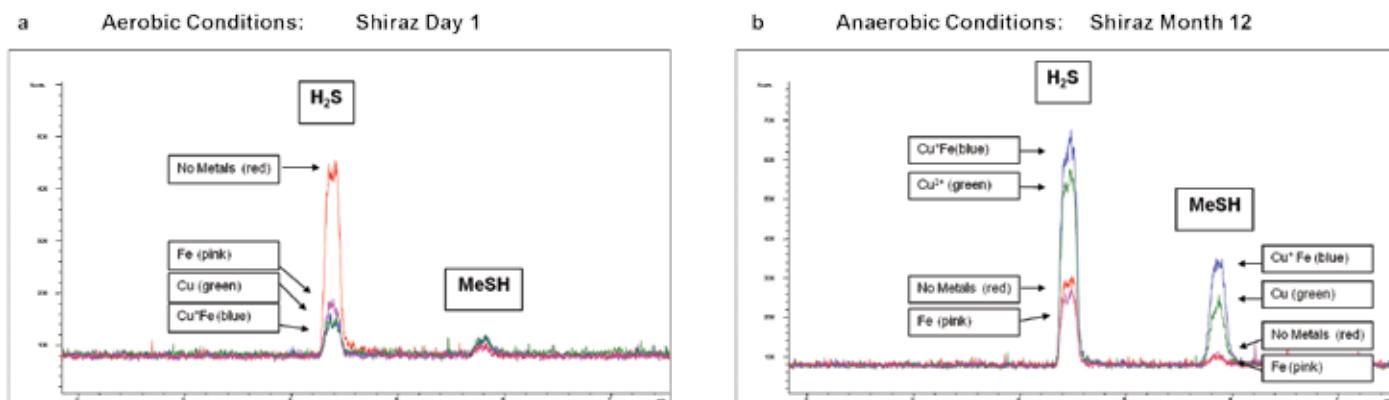 a Aerobic Conditions: Shiraz Day 1
H₂S
No Metals (red)
Fe (pink)
Cu (green)
Cu*Fe(blue)
MeSH
b Anaerobic Conditions: Shiraz Month 12
H₂S
Cu*Fe(blue)
Cu²⁺ (green)
MeSH
Cu* Fe (blue)
Cu (green)
No Metals (red)
Fe (pink)
No Metals (red)
Fe (pink)